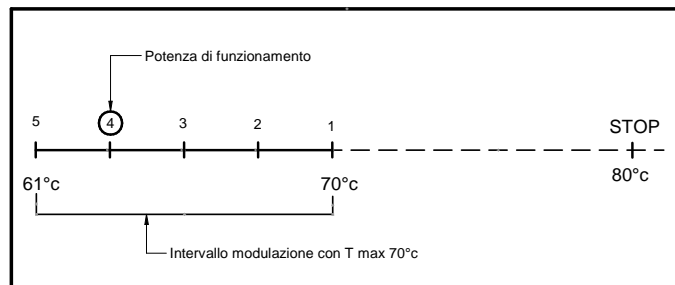 Potenza di funzionamento
5 4 3 2 1 STOP
61°c 70°c 80°c
Intervallo modulazione con T max 70°c